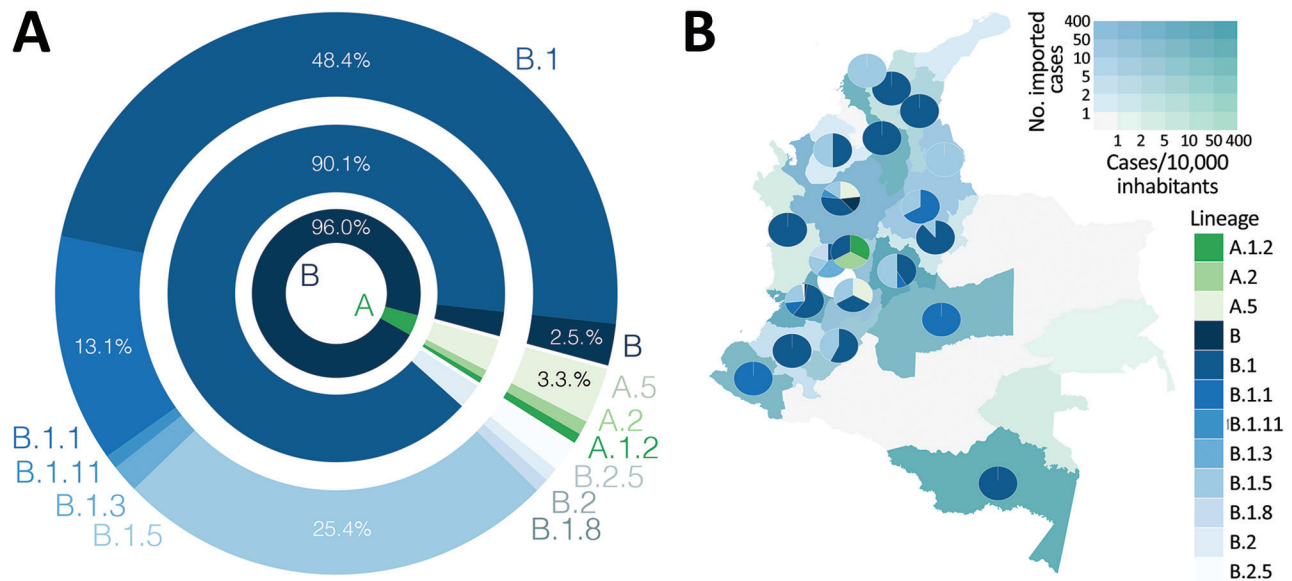 A
B.1
48.4%
90.1%
96.0%
B
A
2.5.%
B
3.3.%
A.5
A.2
A.1.2
B.2.5
B.2
B.1.8
25.4%
13.1%
B.1.1
B.1.11
B.1.3
B.1.5
B
No. imported
cases
400
50
10
5
2
1
1 2 5 10 50 400
Cases/10,000
inhabitants
Lineage
A.1.2
A.2
A.5
B
B.1
B.1.1
B.1.11
B.1.3
B.1.5
B.1.8
B.2
B.2.5